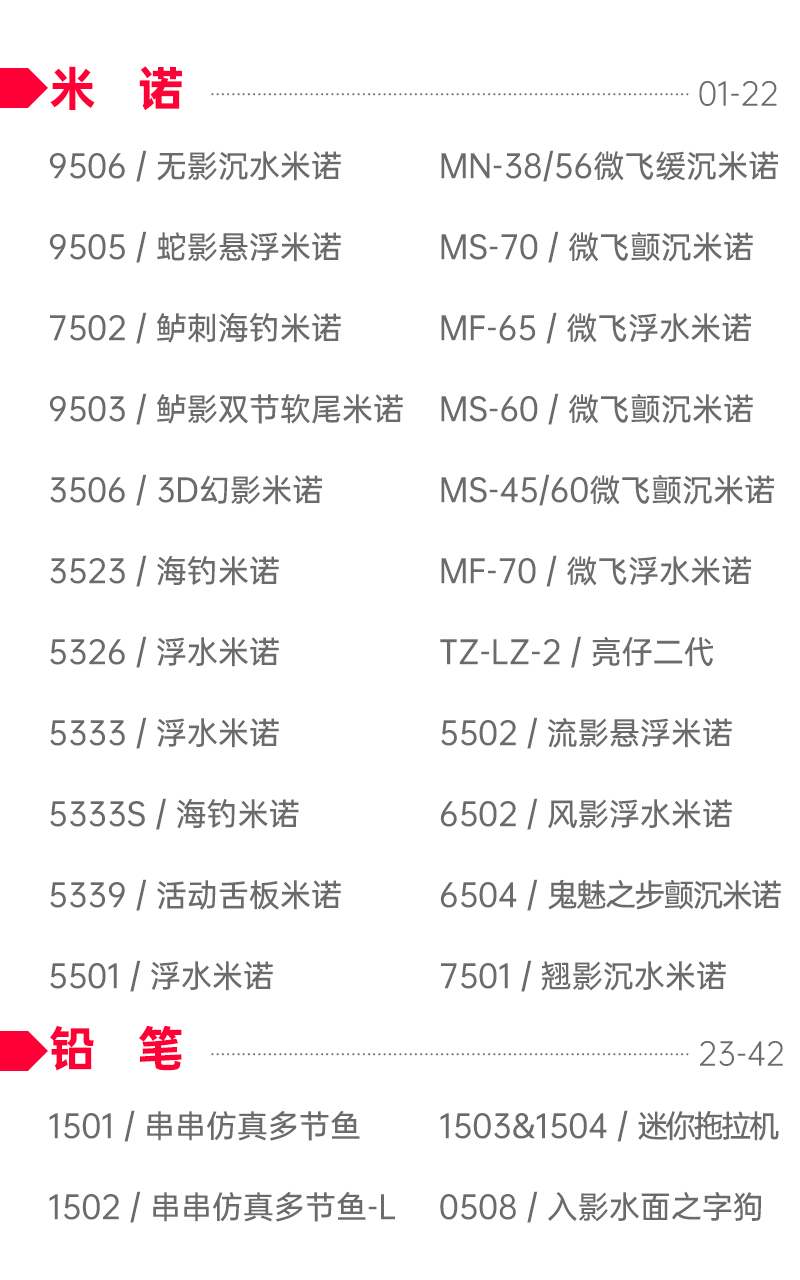 米 诺 01-22
9506 / 无影沉水米诺
MN-38/56微飞缓沉米诺
9505 / 蛇影悬浮米诺
MS-70 / 微飞颤沉米诺
7502 / 鲈刺海钓米诺
MF-65 / 微飞浮水米诺
9503 / 鲈影双节软尾米诺
MS-60 / 微飞颤沉米诺
3506 / 3D幻影米诺
MS-45/60微飞颤沉米诺
3523 / 海钓米诺
MF-70 / 微飞浮水米诺
5326 / 浮水米诺
TZ-LZ-2 / 亮仔二代
5333 / 浮水米诺
5502 / 流影悬浮米诺
5333S / 海钓米诺
6502 / 风影浮水米诺
5339 / 活动舌板米诺
6504 / 鬼魅之步颤沉米诺
5501 / 浮水米诺
7501 / 翘影沉水米诺
铅 笔 23-42
1501 / 串串仿真多节鱼
1503&1504 / 迷你拖拉机
1502 / 串串仿真多节鱼-L
0508 / 入影水面之字狗